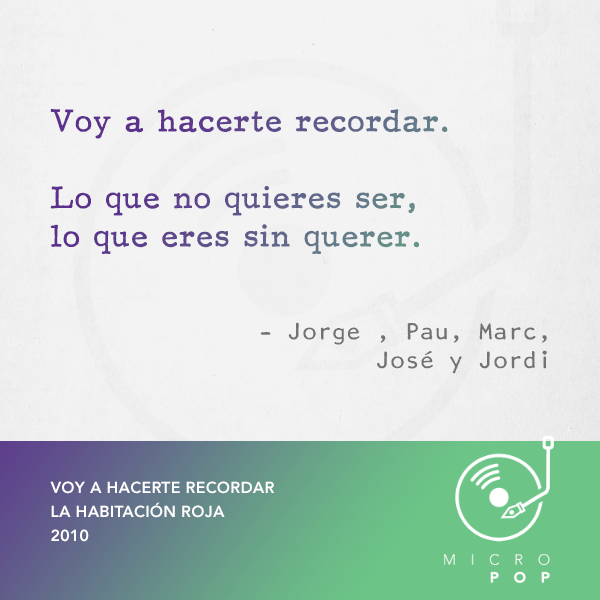 Voy a hacerte recordar.
Lo que no quieres ser,
lo que eres sin querer.
- Jorge , Pau, Marc,
José y Jordi
VOY A HACERTE RECORDAR
LA HABITACIÓN ROJA
2010
MICRO
POP